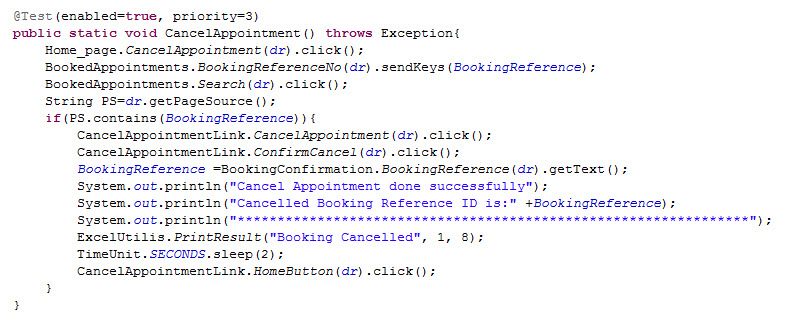 @Test(enabled=true, priority=3)
public static void CancelAppointment() throws Exception{
Home_page.CancelAppointment(dr).click();
BookedAppointments.BookingReferenceNo(dr).sendKeys(BookingReference);
BookedAppointments.Search(dr).click();
String PS=dr.getPageSource();
if(PS.contains(BookingReference)){
CancelAppointmentLink.CancelAppointment(dr).click();
CancelAppointmentLink.ConfirmCancel(dr).click();
BookingReference =BookingConfirmation.BookingReference(dr).getText();
System.out.println("Cancel Appointment done successfully");
System.out.println("Cancelled Booking Reference ID is:" +BookingReference);
System.out.println("****************************************************************");
ExcelUtilis.PrintResult("Booking Cancelled", 1, 8);
TimeUnit.SECONDS.sleep(2);
CancelAppointmentLink.HomeButton(dr).click();
}
}